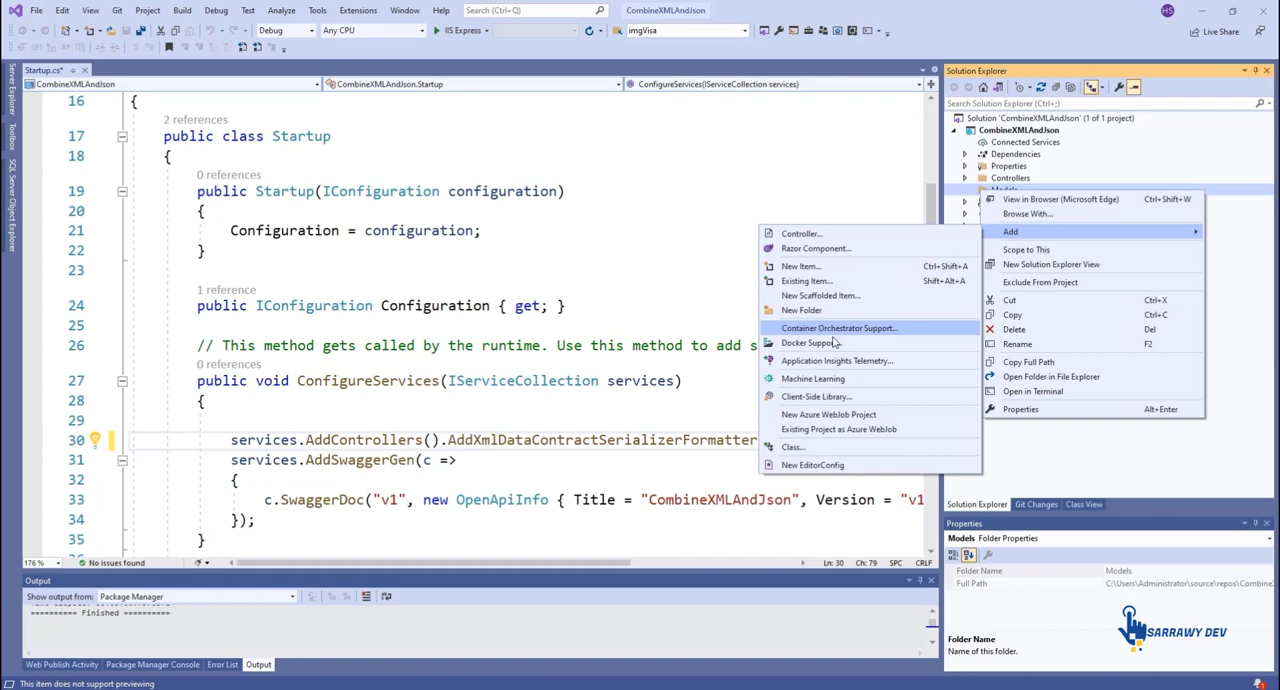 File Edit View Git Project Build Debug Test Analyze Tools Extensions Window Help Search (Ctrl+Q) CombineXMLAndJson HS
Debug Any CPU IIS Express imgVisa Live Share
Startup.cs* Solution Explorer
CombineXMLAndJson CombineXMLAndJson.Startup ConfigureServices(IServiceCollection services)
Server Explorer
Toolbox
SQL Server Object Explorer
16 {
2 references
17 public class Startup
18 {
0 references
19 public Startup(IConfiguration configuration)
20 {
21 Configuration = configuration;
22 }
23
1 reference
24 public IConfiguration Configuration { get; }
25
26 // This method gets called by the runtime. Use this method to add s
0 references
27 public void ConfigureServices(IServiceCollection services)
28 {
29
30 services.AddControllers().AddXmlDataContractSerializerFormatter
31 services.AddSwaggerGen(c =>
32 {
33 c.SwaggerDoc("v1", new OpenApiInfo { Title = "CombineXMLAndJson", Version = "v1
34 });
35 }
Controller...
Razor Component...
New Item... Ctrl+Shift+A
Existing Item... Shift+Alt+A
New Scaffolded Item...
New Folder
Container Orchestrator Support...
Docker Support...
Application Insights Telemetry...
Machine Learning
Client-Side Library...
New Azure WebJob Project
Existing Project as Azure WebJob
Class...
New EditorConfig
Search Solution Explorer (Ctrl+;)
Solution 'CombineXMLAndJson' (1 of 1 project)
CombineXMLAndJson
Connected Services
Dependencies
Properties
Controllers
Models
View in Browser (Microsoft Edge) Ctrl+Shift+W
Browse With...
Add
Scope to This
New Solution Explorer View
Exclude From Project
Cut Ctrl+X
Copy Ctrl+C
Delete Del
Rename F2
Copy Full Path
Open Folder in File Explorer
Open in Terminal
Properties Alt+Enter
Solution Explorer Git Changes Class View
Properties
Models Folder Properties
Folder Name Models
Full Path C:\Users\Administrator\source\repos\Combine
Folder Name
Name of this folder.
SARRAWY DEV
176 % No issues found Ln: 30 Ch: 79 SPC CRLF
Output
Show output from: Package Manager
========== Finished ==========
Web Publish Activity Package Manager Console Error List Output
This item does not support previewing